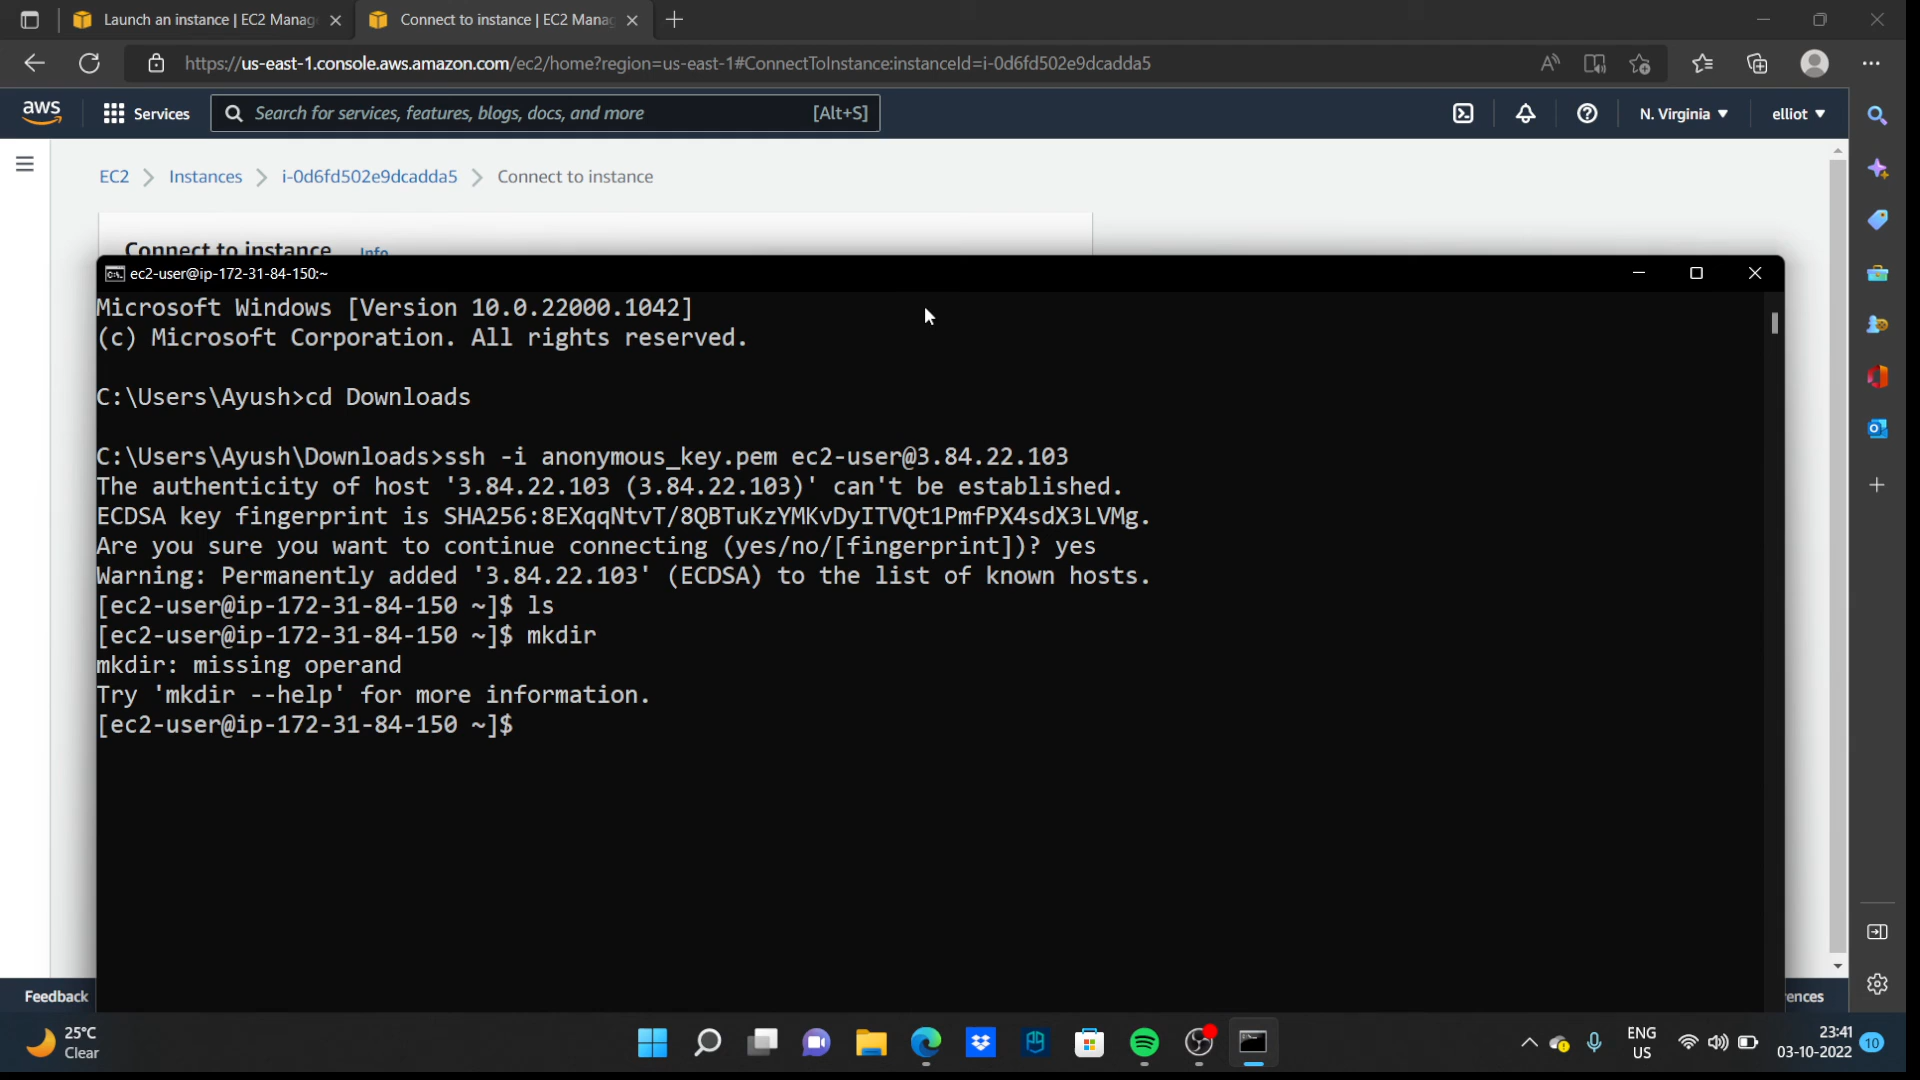 Launch an instance | EC2 Manag
Connect to instance | EC2 Mana
https://us-east-1.console.aws.amazon.com/ec2/home?region=us-east-1#ConnectToInstance:instanceId=i-0d6fd502e9dcadda5
aws
Services
Search for services, features, blogs, docs, and more
[Alt+S]
N. Virginia
elliot
EC2
Instances
i-0d6fd502e9dcadda5
Connect to instance
Connect to instance
Info
ec2-user@ip-172-31-84-150:~
Microsoft Windows [Version 10.0.22000.1042]
(c) Microsoft Corporation. All rights reserved.
C:\Users\Ayush>cd Downloads
C:\Users\Ayush\Downloads>ssh -i anonymous_key.pem ec2-user@3.84.22.103
The authenticity of host '3.84.22.103 (3.84.22.103)' can't be established.
ECDSA key fingerprint is SHA256:8EXqqNtvT/8QBTuKzYMKvDyITVQt1PmfPX4sdX3LVMg.
Are you sure you want to continue connecting (yes/no/[fingerprint])? yes
Warning: Permanently added '3.84.22.103' (ECDSA) to the list of known hosts.
[ec2-user@ip-172-31-84-150 ~]$ ls
[ec2-user@ip-172-31-84-150 ~]$ mkdir
mkdir: missing operand
Try 'mkdir --help' for more information.
[ec2-user@ip-172-31-84-150 ~]$
Feedback
ences
25°C
Clear
ENG
US
23:41
03-10-2022
10